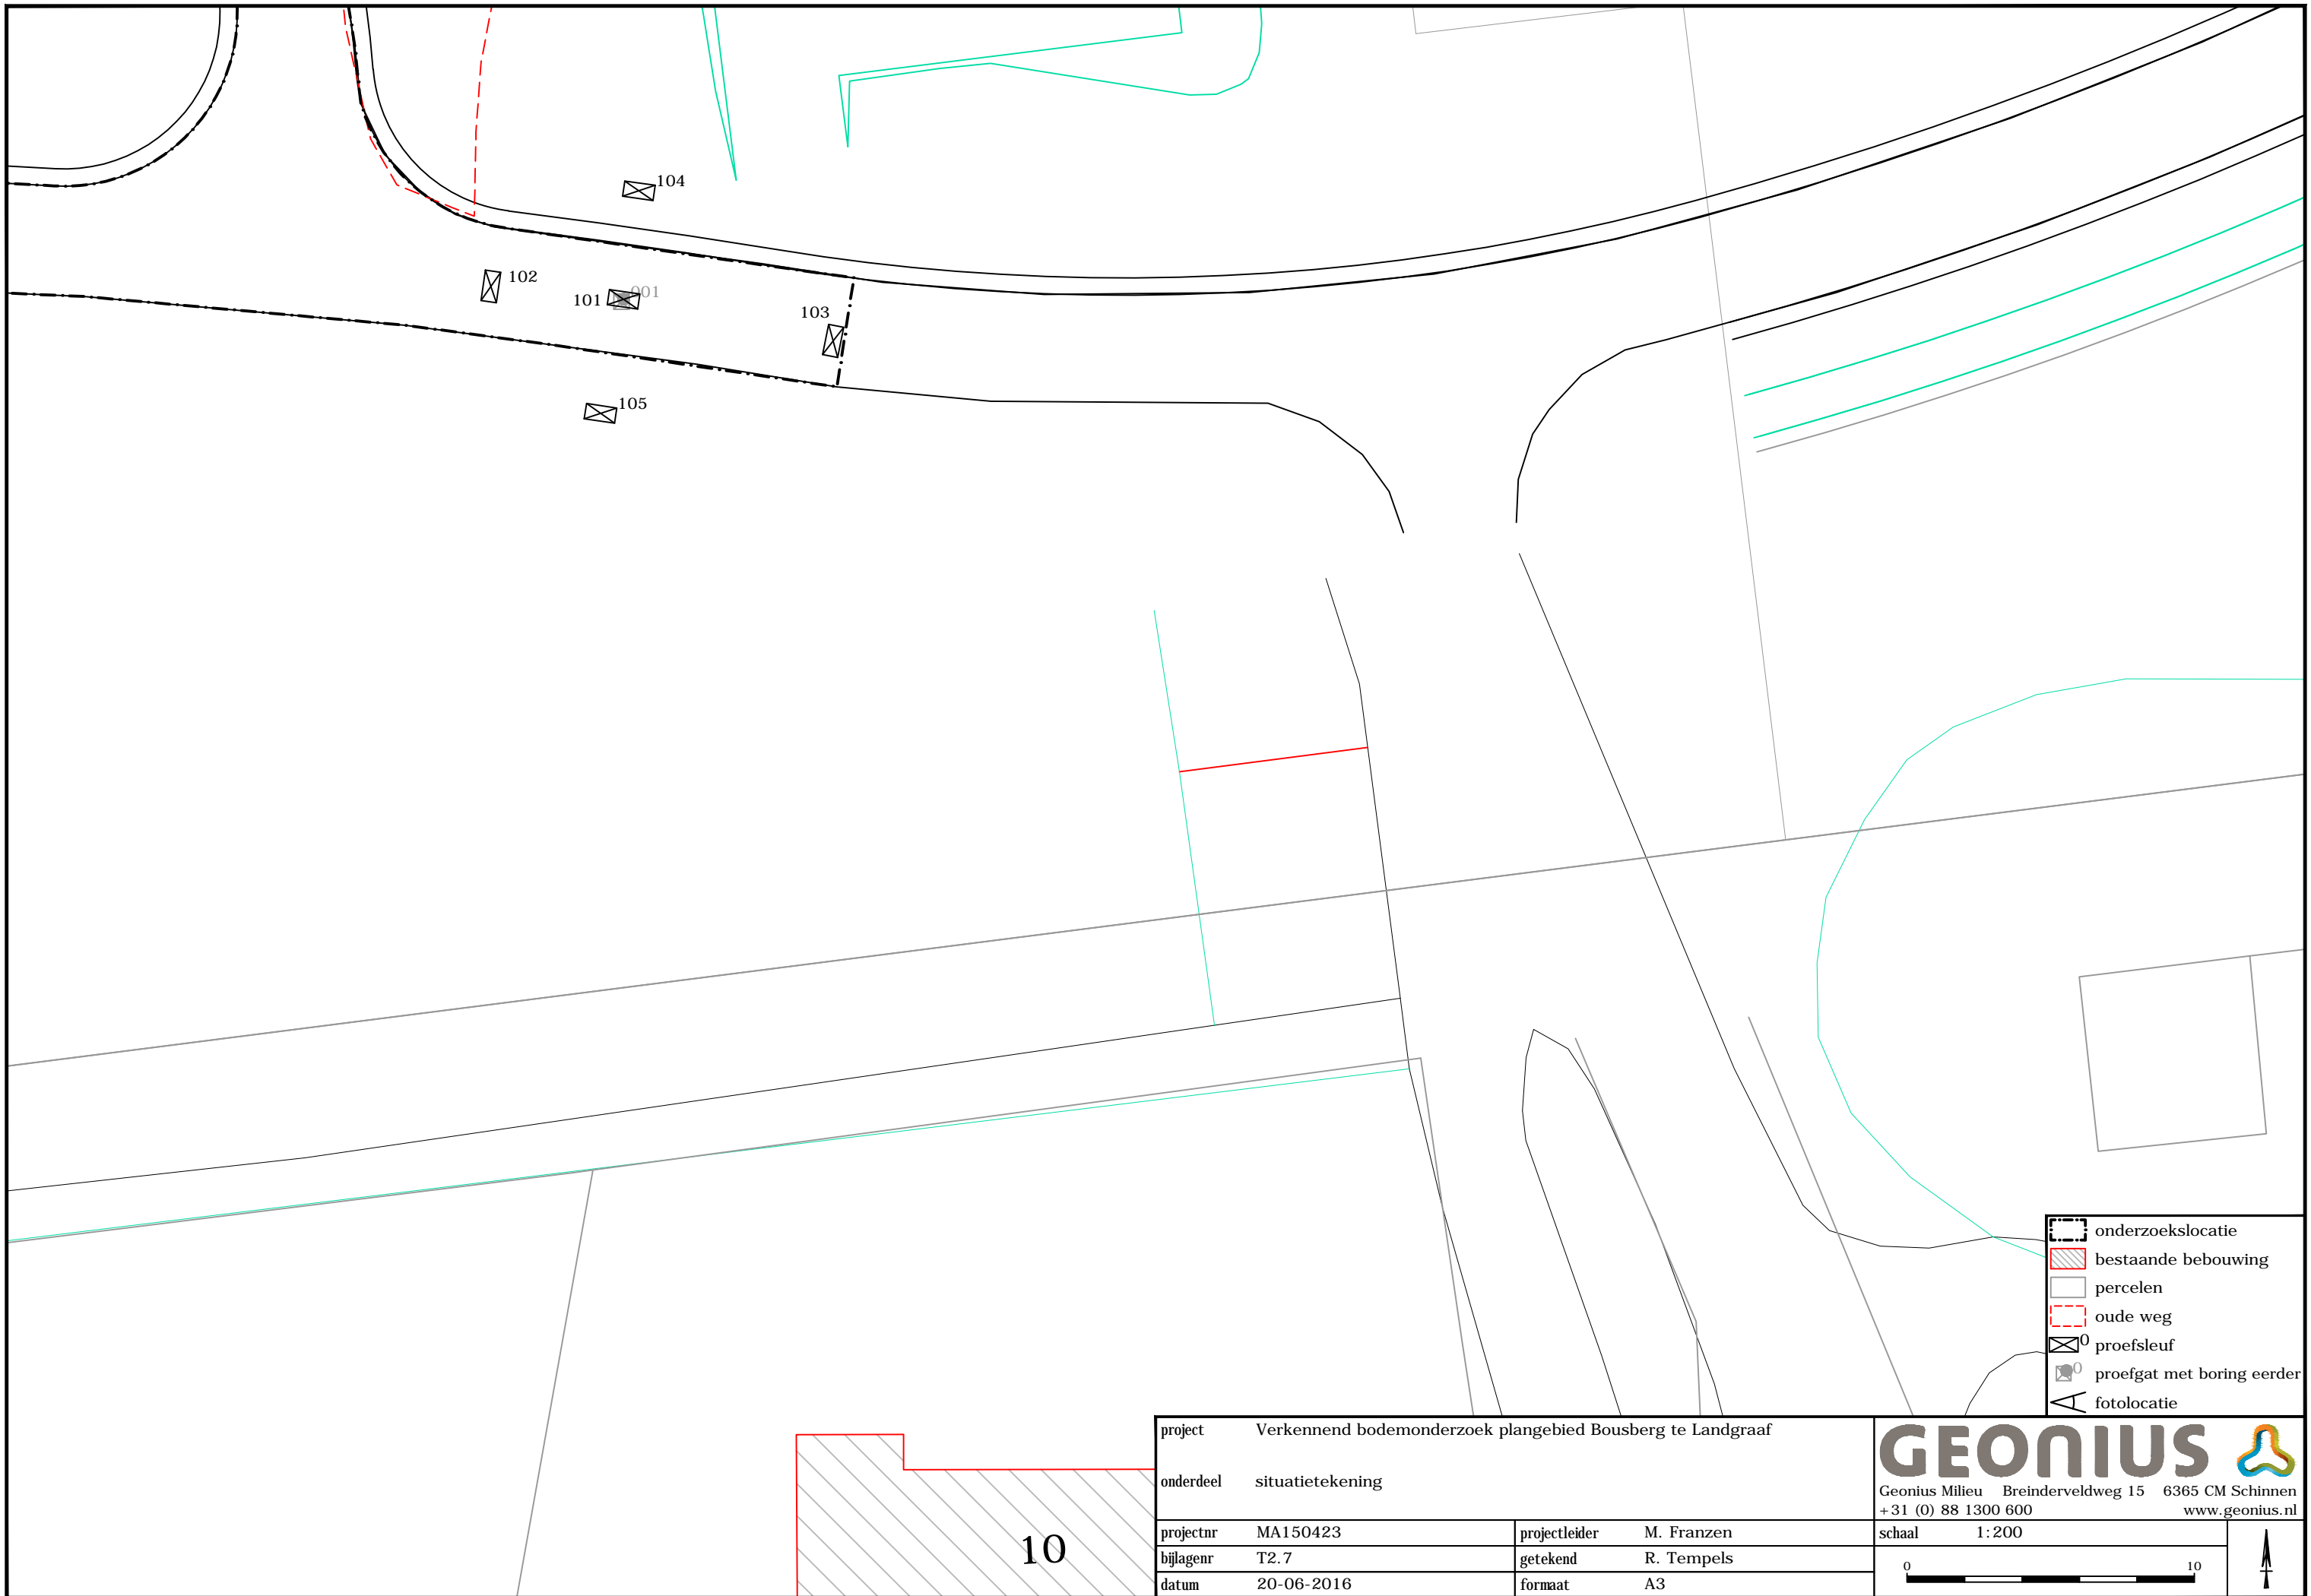 104
102
101
001
103
105
onderzoekslocatie
bestaande bebouwing
percelen
oude weg
0 proefsleuf
0 proefgat met boring eerder
fotolocatie
10
project Verkennend bodemonderzoek plangebied Bousberg te Landgraaf
onderdeel situatietekening
projectnr MA150423 projectleider M. Franzen
bijlagenr T2.7 getekend R. Tempels
datum 20-06-2016 formaat A3
GEONIUS
Geonius Milieu Breinderveldweg 15 6365 CM Schinnen
+31 (0) 88 1300 600 www.geonius.nl
schaal 1:200
0 10